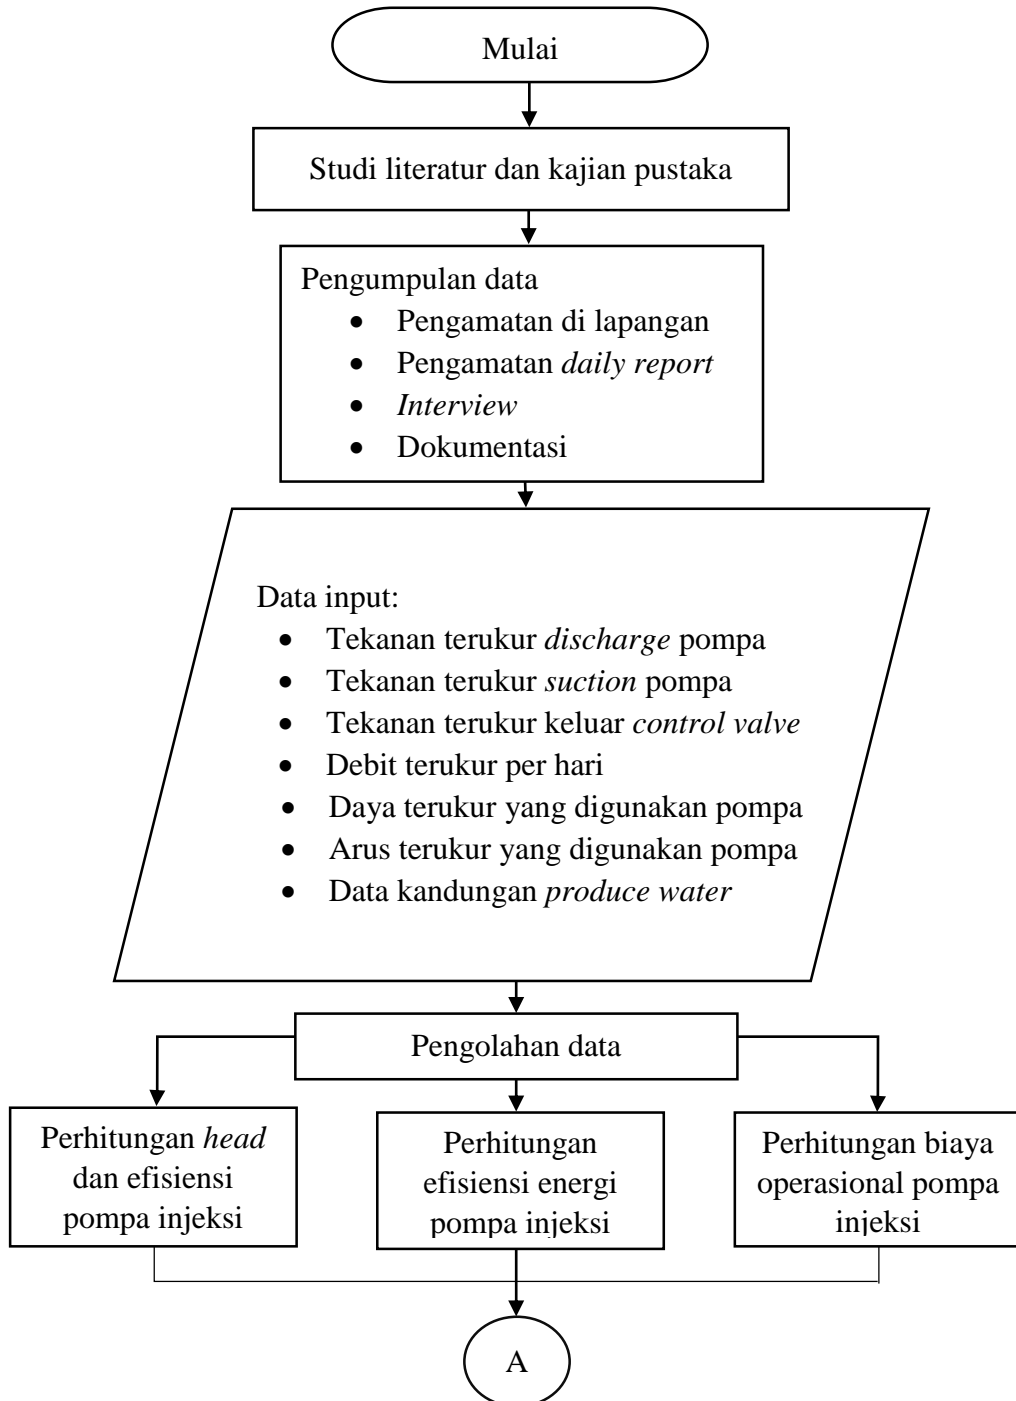 Mulai
Studi literatur dan kajian pustaka
Pengumpulan data
• Pengamatan di lapangan
• Pengamatan daily report
• Interview
• Dokumentasi
Data input:
• Tekanan terukur discharge pompa
• Tekanan terukur suction pompa
• Tekanan terukur keluar control valve
• Debit terukur per hari
• Daya terukur yang digunakan pompa
• Arus terukur yang digunakan pompa
• Data kandungan produce water
Pengolahan data
Perhitungan head
dan efisiensi
pompa injeksi
Perhitungan
efisiensi energi
pompa injeksi
Perhitungan biaya
operasional pompa
injeksi
A